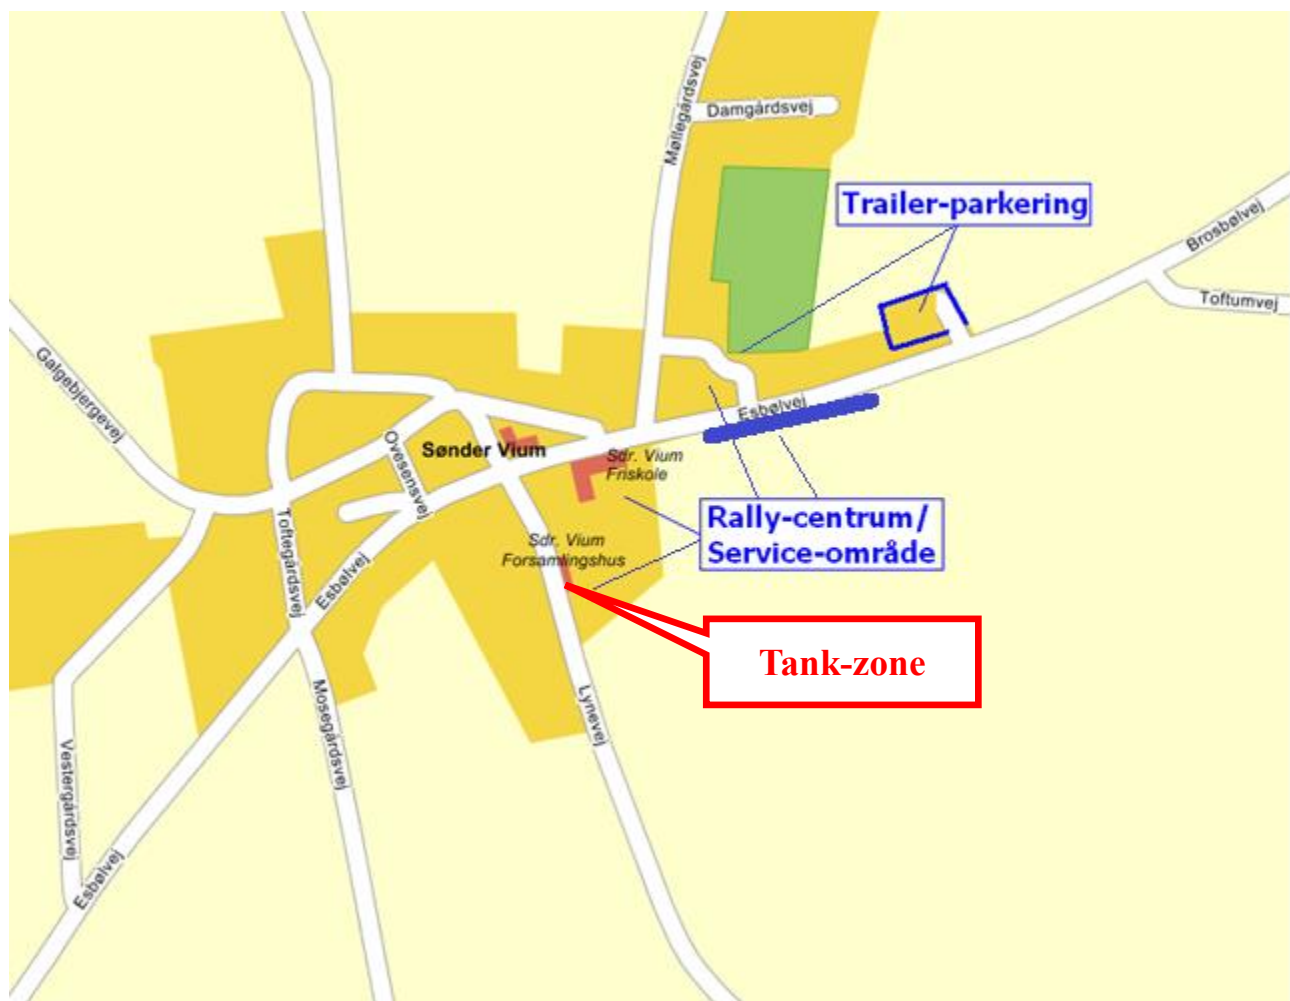 Damgårdsvej
Møllegårdsvej
Trailer-parkering
Brosbølvej
Toftumvej
Galgebjergevej
Esbølvej
Ovesensvej
Sønder Vium
Sdr. Vium
Friskole
Rally-centrum/
Service-område
Toftegårdsvej
Sdr. Vium
Forsamlingshus
Esbølvej
Tank-zone
Mosegårdsvej
Lynevej
Vestergårdsvej
Esbølvej